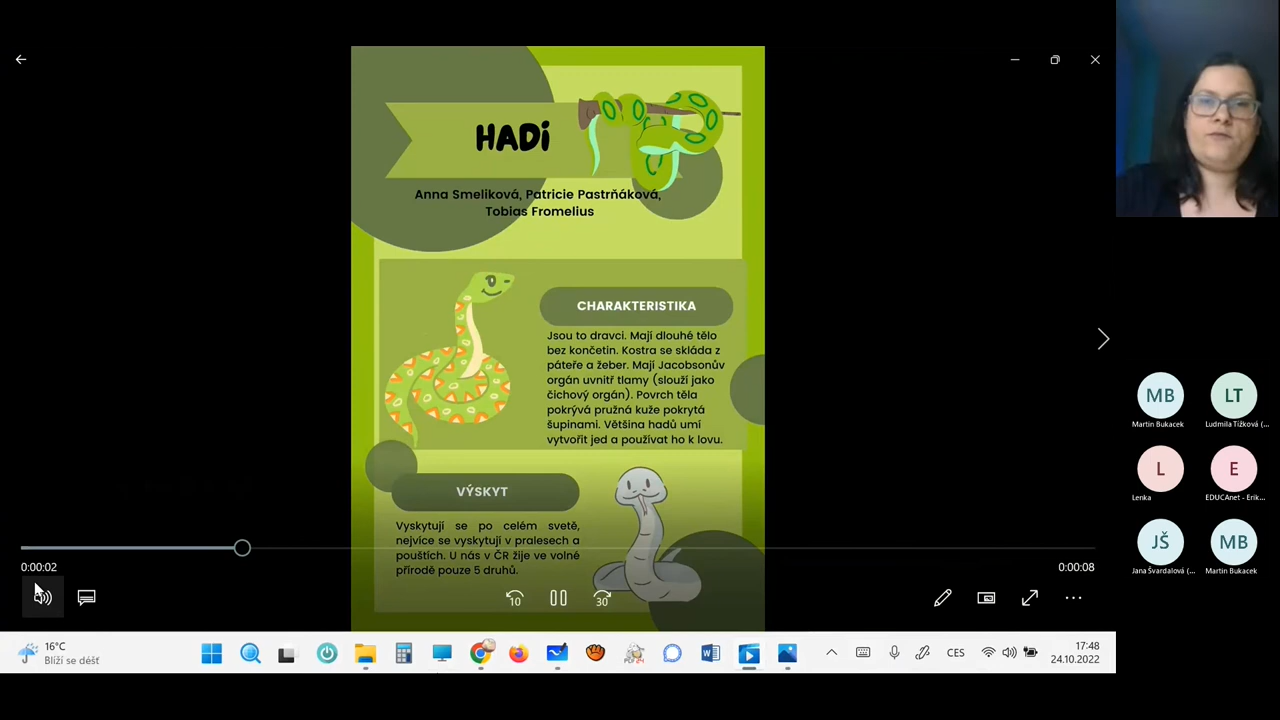 HADi
Anna Smeliková, Patricie Pastrňáková,
Tobias Fromelius
CHARAKTERISTIKA
Jsou to dravci. Mají dlouhé tělo
bez končetin. Kostra se skláda z
páteře a žeber. Mají Jacobsonův
orgán uvnitř tlamy (slouží jako
čichový orgán). Povrch těla
pokrývá pružná kuže pokrytá
šupinami. Většina hadů umí
vytvořit jed a používat ho k lovu.
VÝSKYT
Vyskytují se po celém světě,
nejvíce se vyskytují v pralesech a
pouštích. U nás v ČR žije ve volné
přírodě pouze 5 druhů.
0:00:02
0:00:08
10
30
16°C
Blíží se déšť
CES
17:48
24.10.2022
MB
Martin Bukacek
LT
Ludmila Tížková (...
L
Lenka
E
EDUCAnet - Erik...
JŠ
Jana Švardalová (...
MB
Martin Bukacek